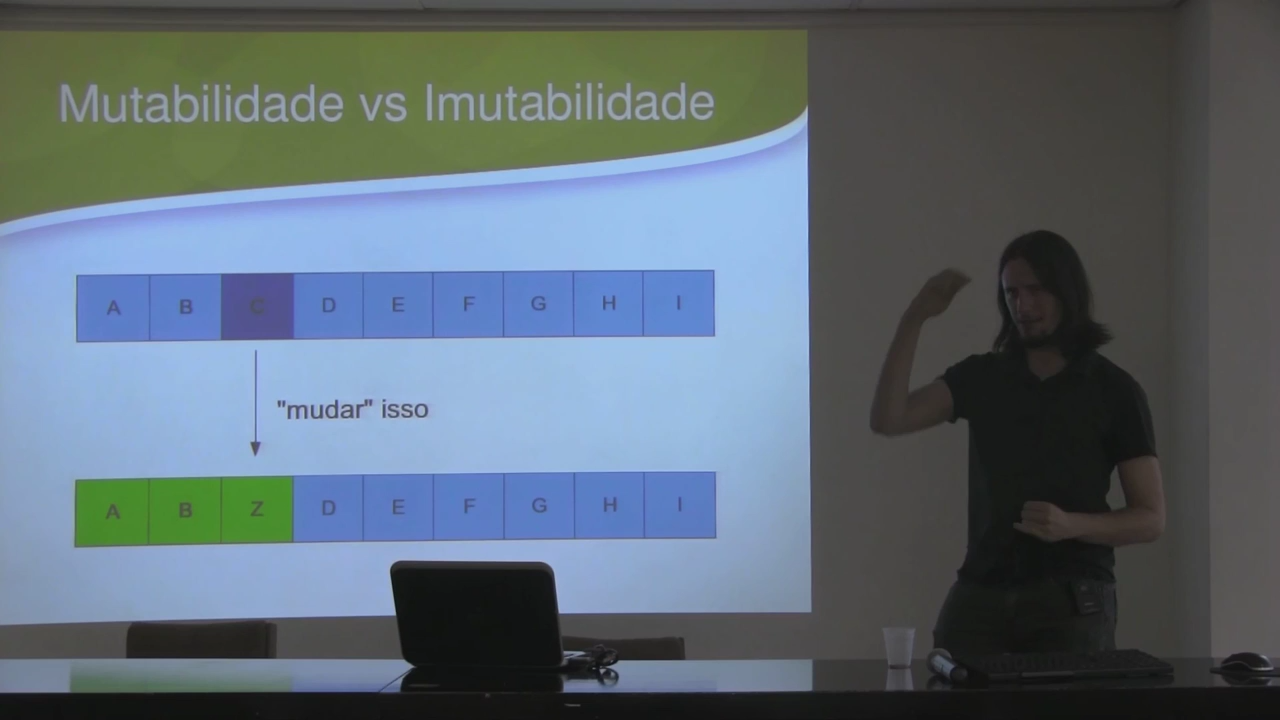 Mutabilidade vs Imutabilidade
A B C D E F G H I
"mudar" isso
A B Z D E F G H I